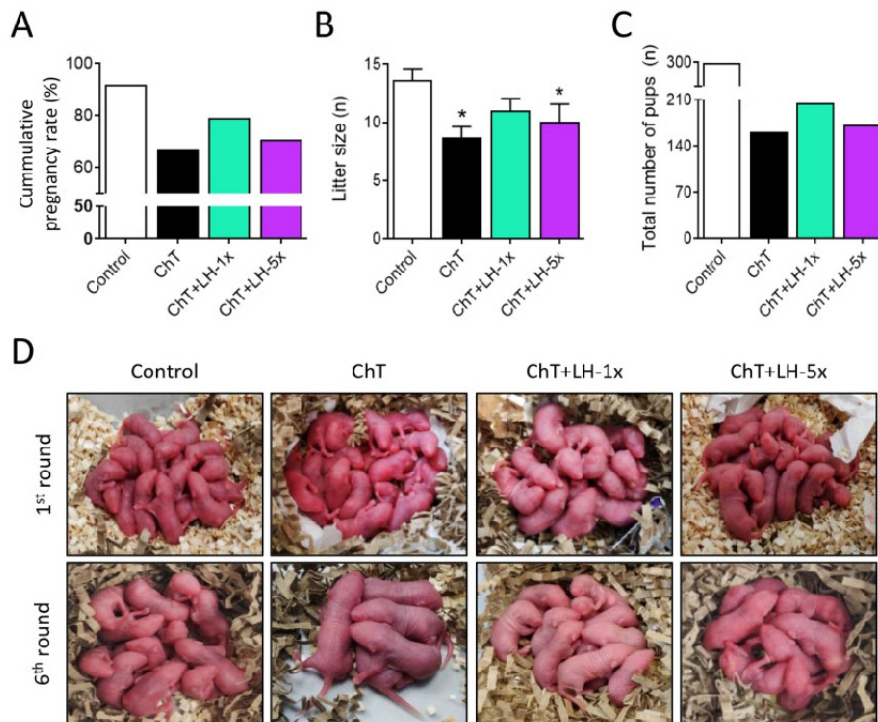 A
Cummulative
pregnancy rate (%)
100
80
60
50
0
Control
ChT
ChT+LH-1x
ChT+LH-5x
B
Litter size (n)
15
10
5
0
*
*
Control
ChT
ChT+LH-1x
ChT+LH-5x
C
Total number of pups (n)
300
210
140
70
0
Control
ChT
ChT+LH-1x
ChT+LH-5x
D
Control
ChT
ChT+LH-1x
ChT+LH-5x
1st round
6th round